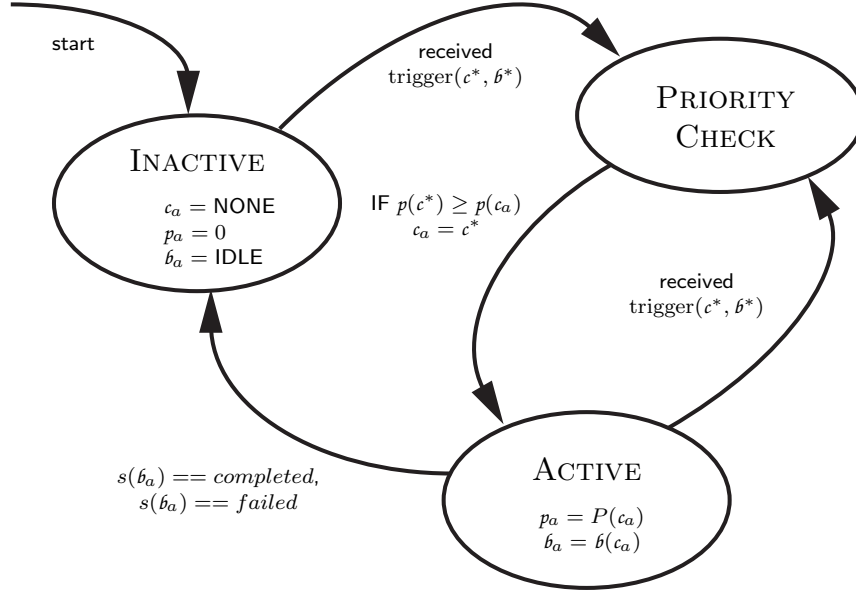 start
received
trigger(c*, b*)
PRIORITY
CHECK
INACTIVE
c_a = NONE
p_a = 0
b_a = IDLE
IF p(c*) ≥ p(c_a)
c_a = c*
received
trigger(c*, b*)
s(b_a) == completed,
s(b_a) == failed
ACTIVE
p_a = P(c_a)
b_a = b(c_a)